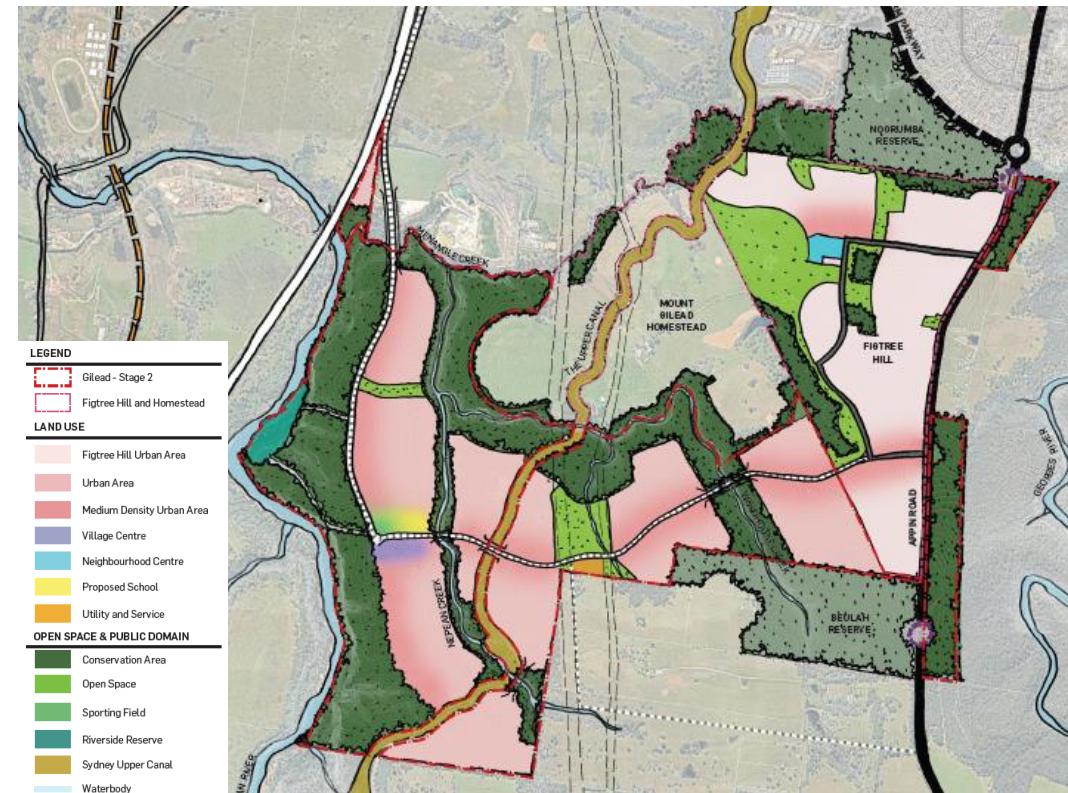 M PARKWAY
NOORUMBA
RESERVE
MENANGLE CREEK
THE UPPER CANAL
MOUNT
GILEAD
HOMESTEAD
FIGTREE
HILL
GEORGES RIVER
APPIN ROAD
NEPEAN CREEK
BEULAH
RESERVE
AN RIVER
LEGEND
Gilead - Stage 2
Figtree Hill and Homestead
LAND USE
Figtree Hill Urban Area
Urban Area
Medium Density Urban Area
Village Centre
Neighbourhood Centre
Proposed School
Utility and Service
OPEN SPACE & PUBLIC DOMAIN
Conservation Area
Open Space
Sporting Field
Riverside Reserve
Sydney Upper Canal
Waterbody